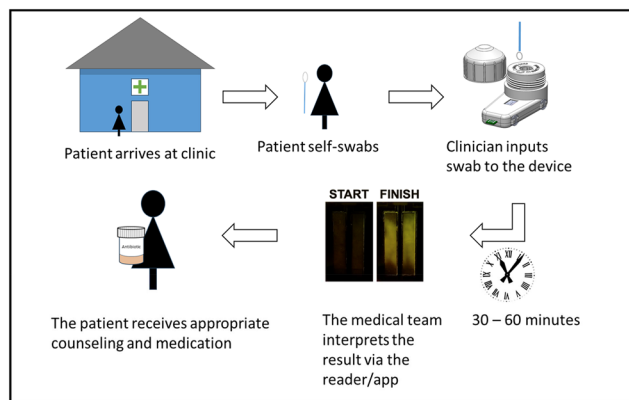 Patient arrives at clinic
Patient self-swabs
Clinician inputs
swab to the device
30 – 60 minutes
START FINISH
The medical team
interprets the
result via the
reader/app
Antibiotic
The patient receives appropriate
counseling and medication